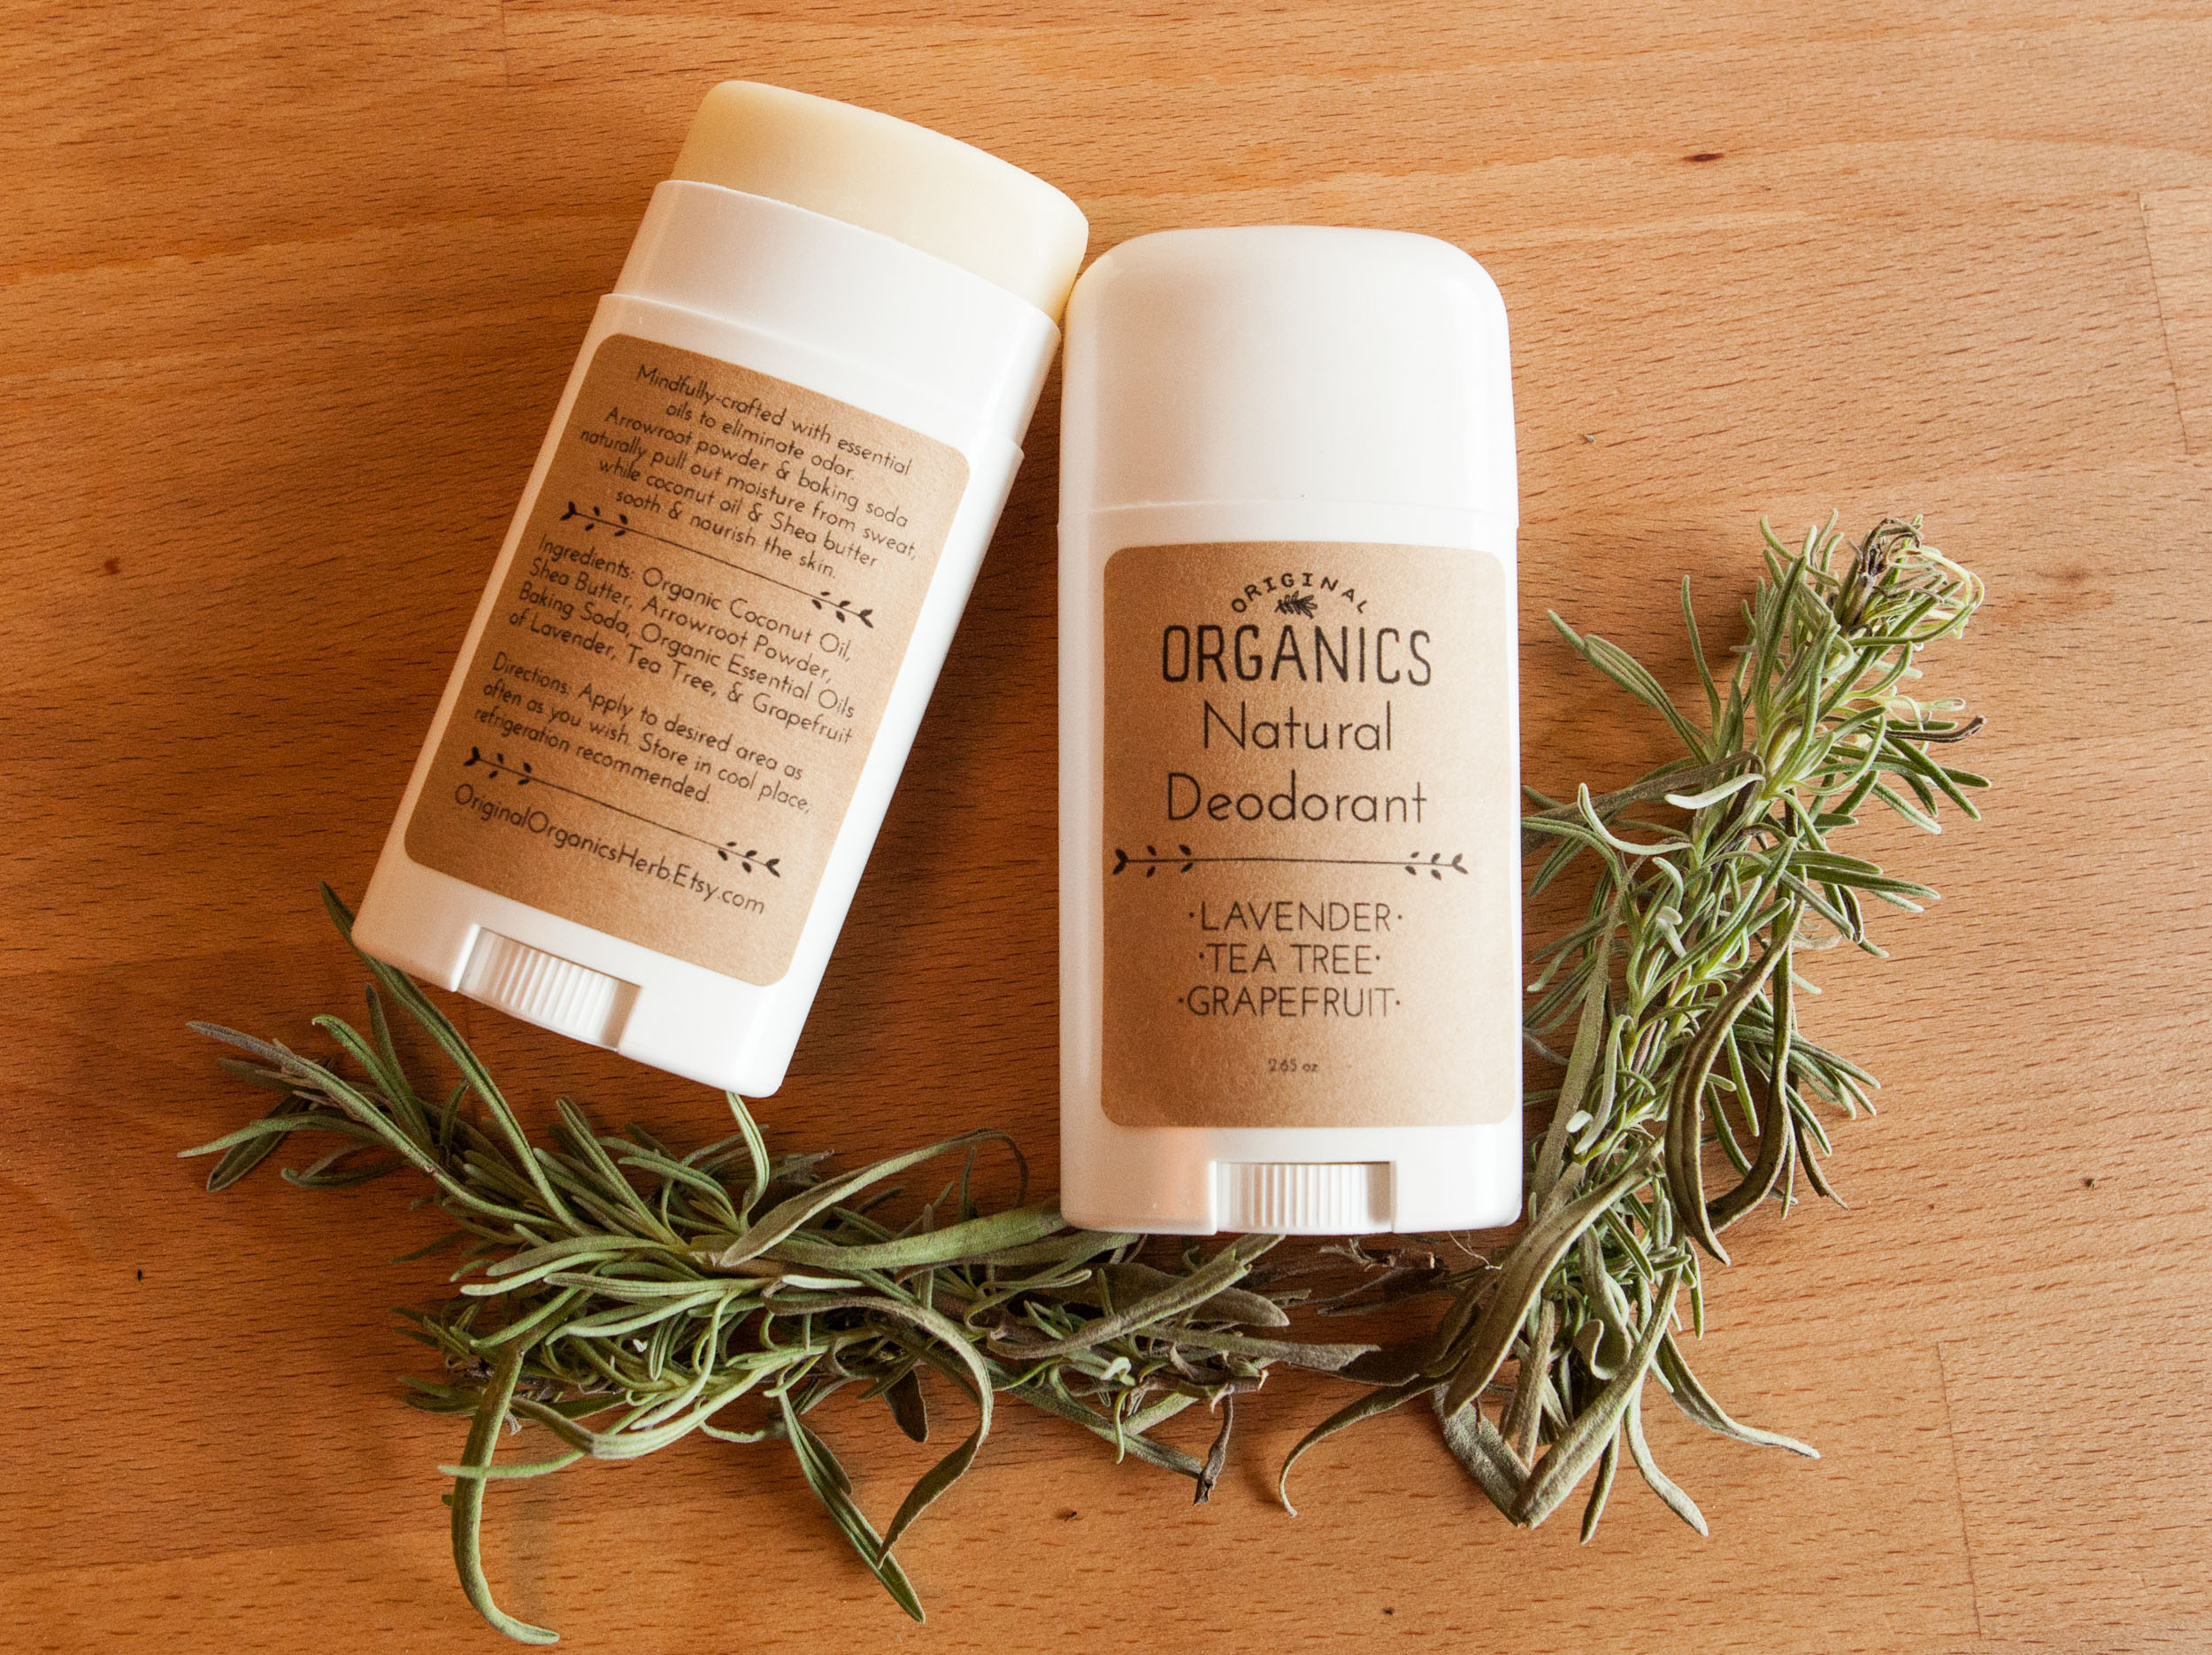 Mindfully-crafted with essential
oils to eliminate odor.
Arrowroot powder & baking soda
naturally pull out moisture from sweat,
while coconut oil & Shea butter
sooth & nourish the skin.
Ingredients: Organic Coconut Oil,
Shea Butter, Arrowroot Powder,
Baking Soda, Organic Essential Oils
of Lavender, Tea Tree, & Grapefruit
Directions: Apply to desired area as
often as you wish. Store in cool place,
refrigeration recommended.
OriginalOrganicsHerb.Etsy.com
ORIGINAL
ORGANICS
Natural
Deodorant
·LAVENDER·
·TEA TREE·
·GRAPEFRUIT·
2.65 oz